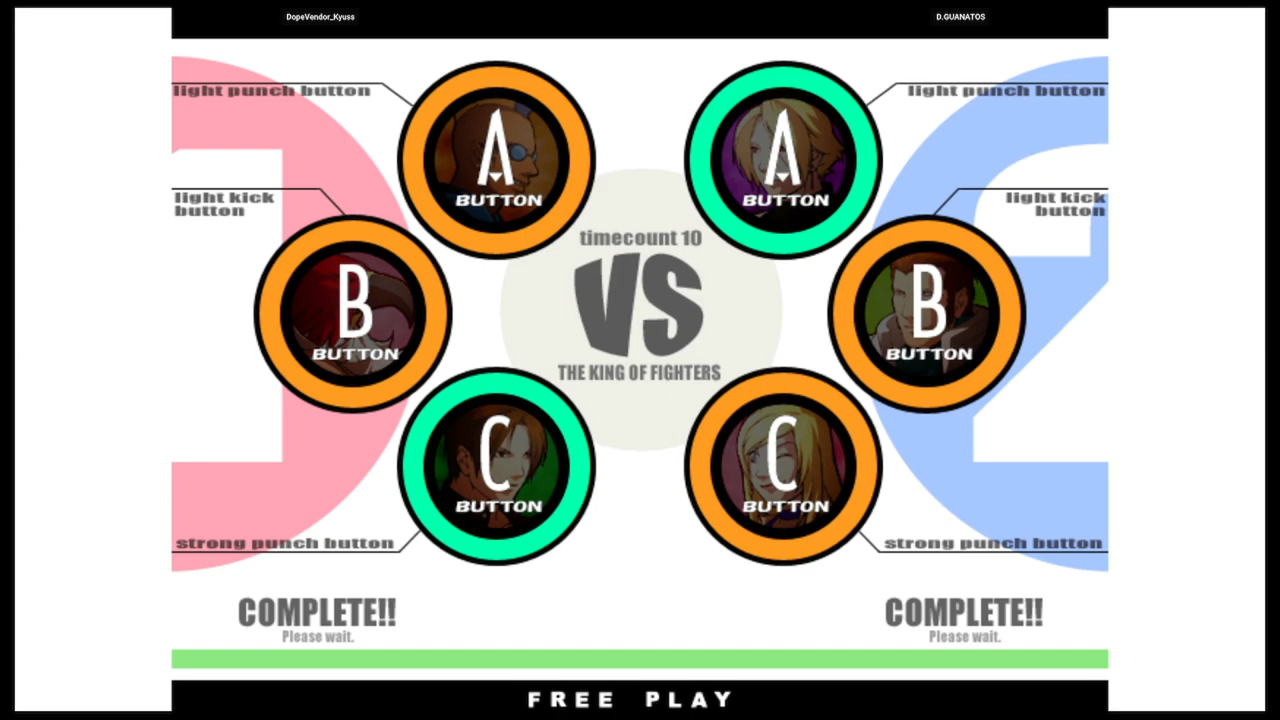 DopeVendor_Kyuss
D.GUANATOS
light punch button
A
BUTTON
A
BUTTON
light punch button
light kick
button
light kick
button
timecount 10
VS
THE KING OF FIGHTERS
B
BUTTON
B
BUTTON
C
BUTTON
C
BUTTON
strong punch button
strong punch button
COMPLETE!!
Please wait.
COMPLETE!!
Please wait.
FREE PLAY
1
2